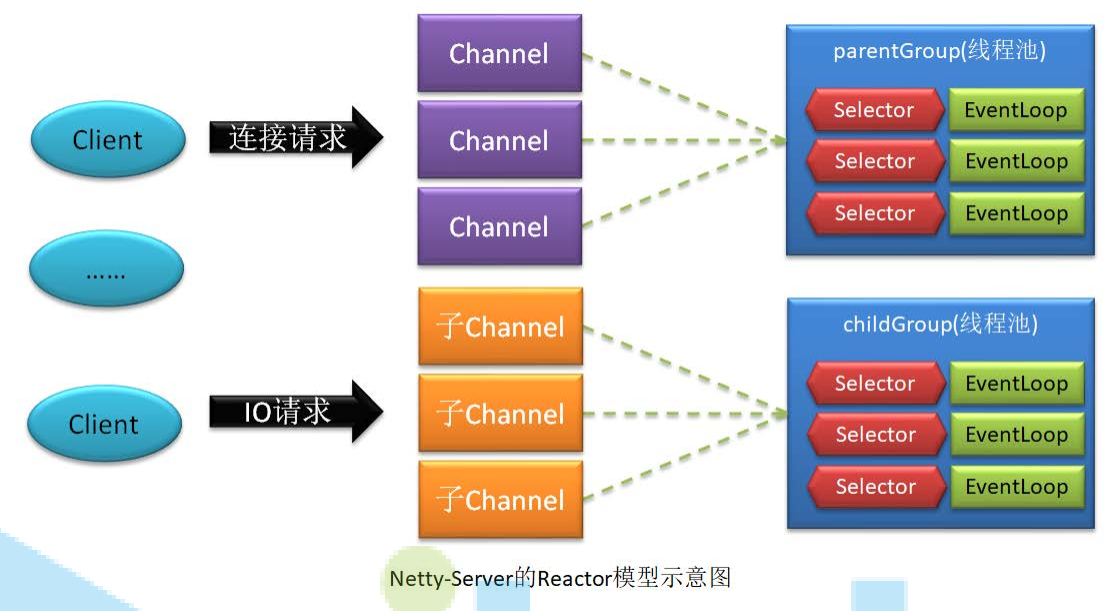 Client
连接请求
……
Client
IO请求
Channel
Channel
Channel
子Channel
子Channel
子Channel
parentGroup(线程池)
Selector EventLoop
Selector EventLoop
Selector EventLoop
childGroup(线程池)
Selector EventLoop
Selector EventLoop
Selector EventLoop
Netty-Server的Reactor模型示意图